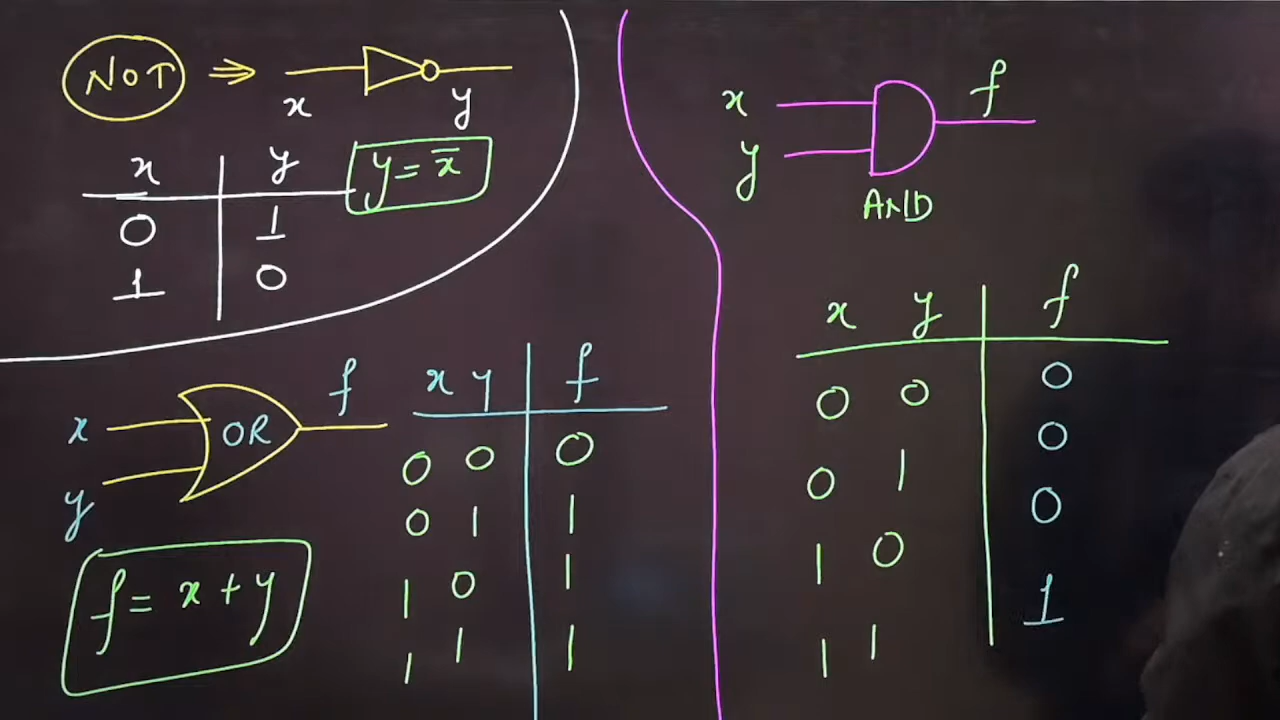 NOT ⇒
x y
x y y = x̄
0 1
1 0
x y OR f
f = x + y
x y f
0 0 0
0 1 1
1 0 1
1 1 1
x y f
AND
x y f
0 0 0
0 1 0
1 0 0
1 1 1